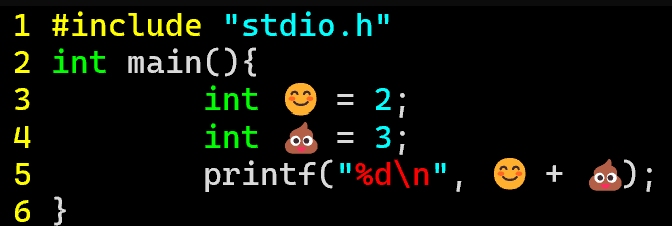 1 #include "stdio.h"
2 int main(){
3         int 😊 = 2;
4         int 💩 = 3;
5         printf("%d\n", 😊 + 💩);
6 }